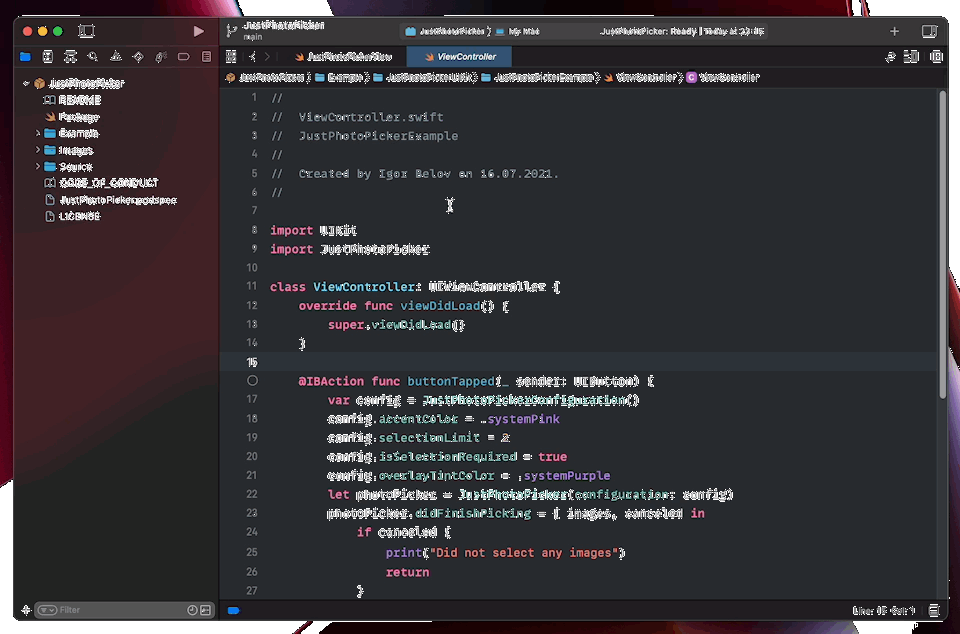 JustPhotoPicker
main
JustPhotoPicker 〉 My Mac
JustPhotoPicker: Ready | Today at
JustPhotoPickerView
ViewController
JustPhotoPicker 〉 Example 〉 JustPhotoPickerExample 〉 ViewController 〉 ViewController
JustPhotoPicker
README
Package
Example
Images
Source
CODE_OF_CONDUCT
JustPhotoPicker.podspec
LICENSE
1 //
2 // ViewController.swift
3 // JustPhotoPickerExample
4 //
5 // Created by Igor Belov on 16.07.2021.
6 //
7
8 import UIKit
9 import JustPhotoPicker
10
11 class ViewController: UIViewController {
12 override func viewDidLoad() {
13 super.viewDidLoad()
14 }
15
@IBAction func buttonTapped(_ sender: UIButton) {
17 var config = JustPhotoPickerConfiguration()
18 config.accentColor = .systemPink
19 config.selectionLimit = 2
20 config.isSelectionRequired = true
21 config.overlayTintColor = .systemPurple
22 let photoPicker = JustPhotoPicker(configuration: config)
23 photoPicker.didFinishPicking = { images, canceled in
24 if canceled {
25 print("Did not select any images")
26 return
27 }
Filter
Line: 15 Col: 1